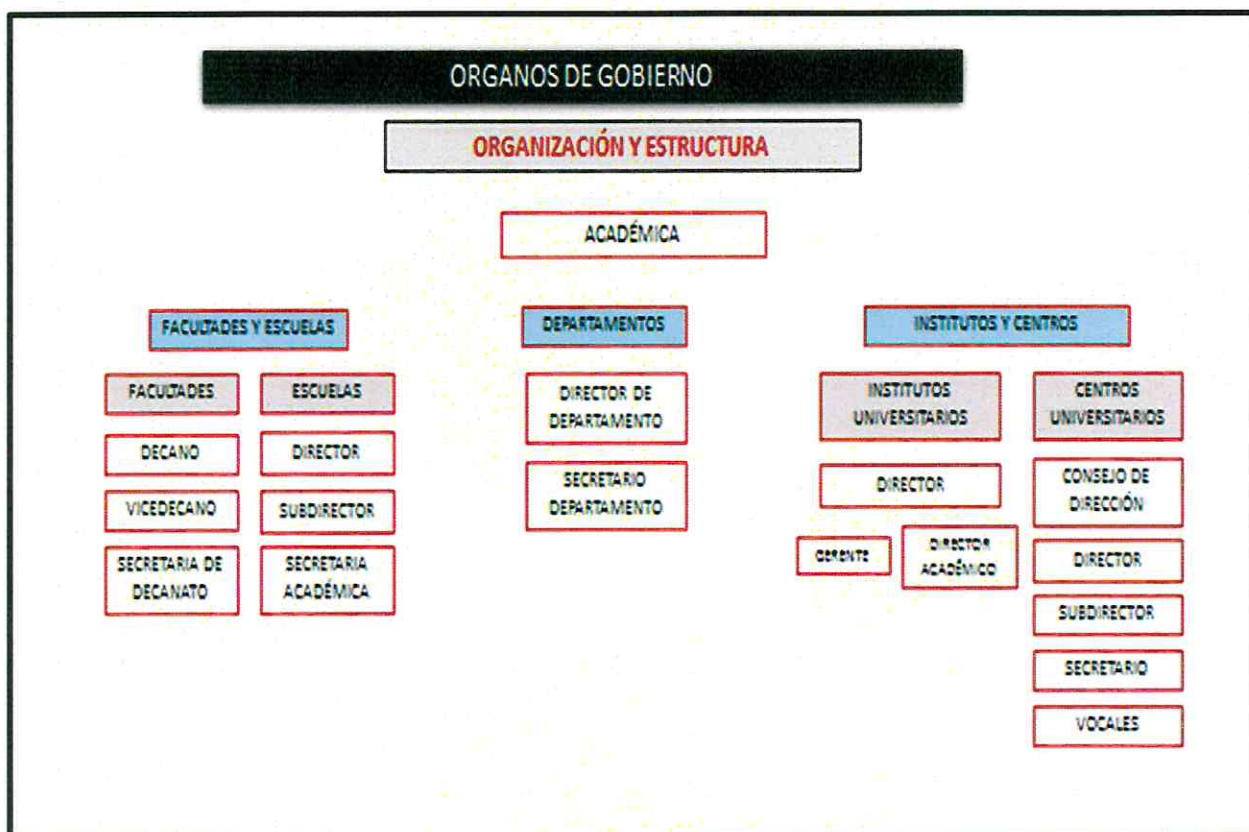 ORGANOS DE GOBIERNO
ORGANIZACIÓN Y ESTRUCTURA
ACADÉMICA
FACULTADES Y ESCUELAS
FACULTADES
DECANO
VICEDECANO
SECRETARIA DE
DECANATO
ESCUELAS
DIRECTOR
SUBDIRECTOR
SECRETARIA
ACADÉMICA
DEPARTAMENTOS
DIRECTOR DE
DEPARTAMENTO
SECRETARIO
DEPARTAMENTO
INSTITUTOS Y CENTROS
INSTITUTOS
UNIVERSITARIOS
DIRECTOR
GERENTE
DIRECTOR
ACADÉMICO
CENTROS
UNIVERSITARIOS
CONSEJO DE
DIRECCIÓN
DIRECTOR
SUBDIRECTOR
SECRETARIO
VOCALES